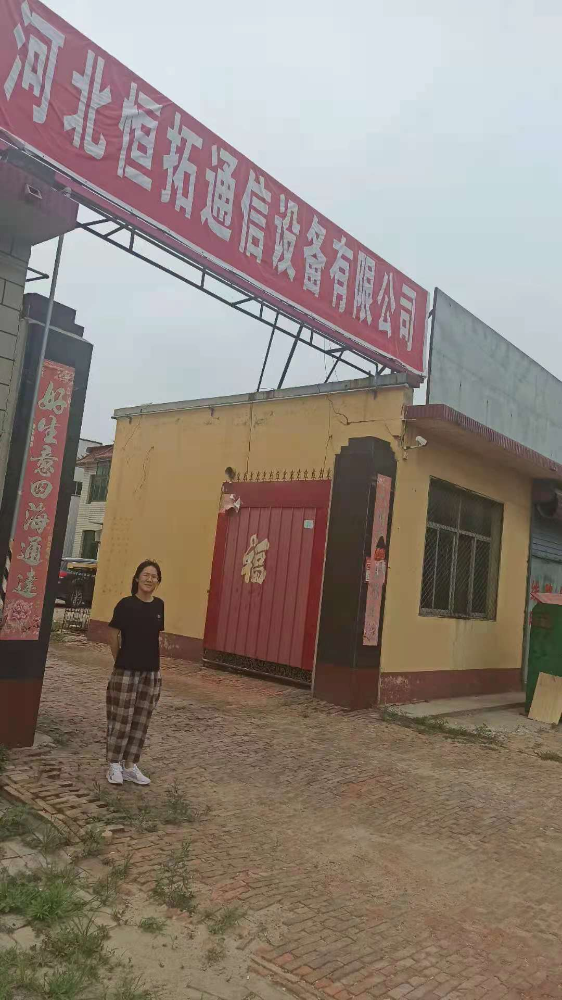 河北恒拓通信设备有限公司
好生意四海通達
福